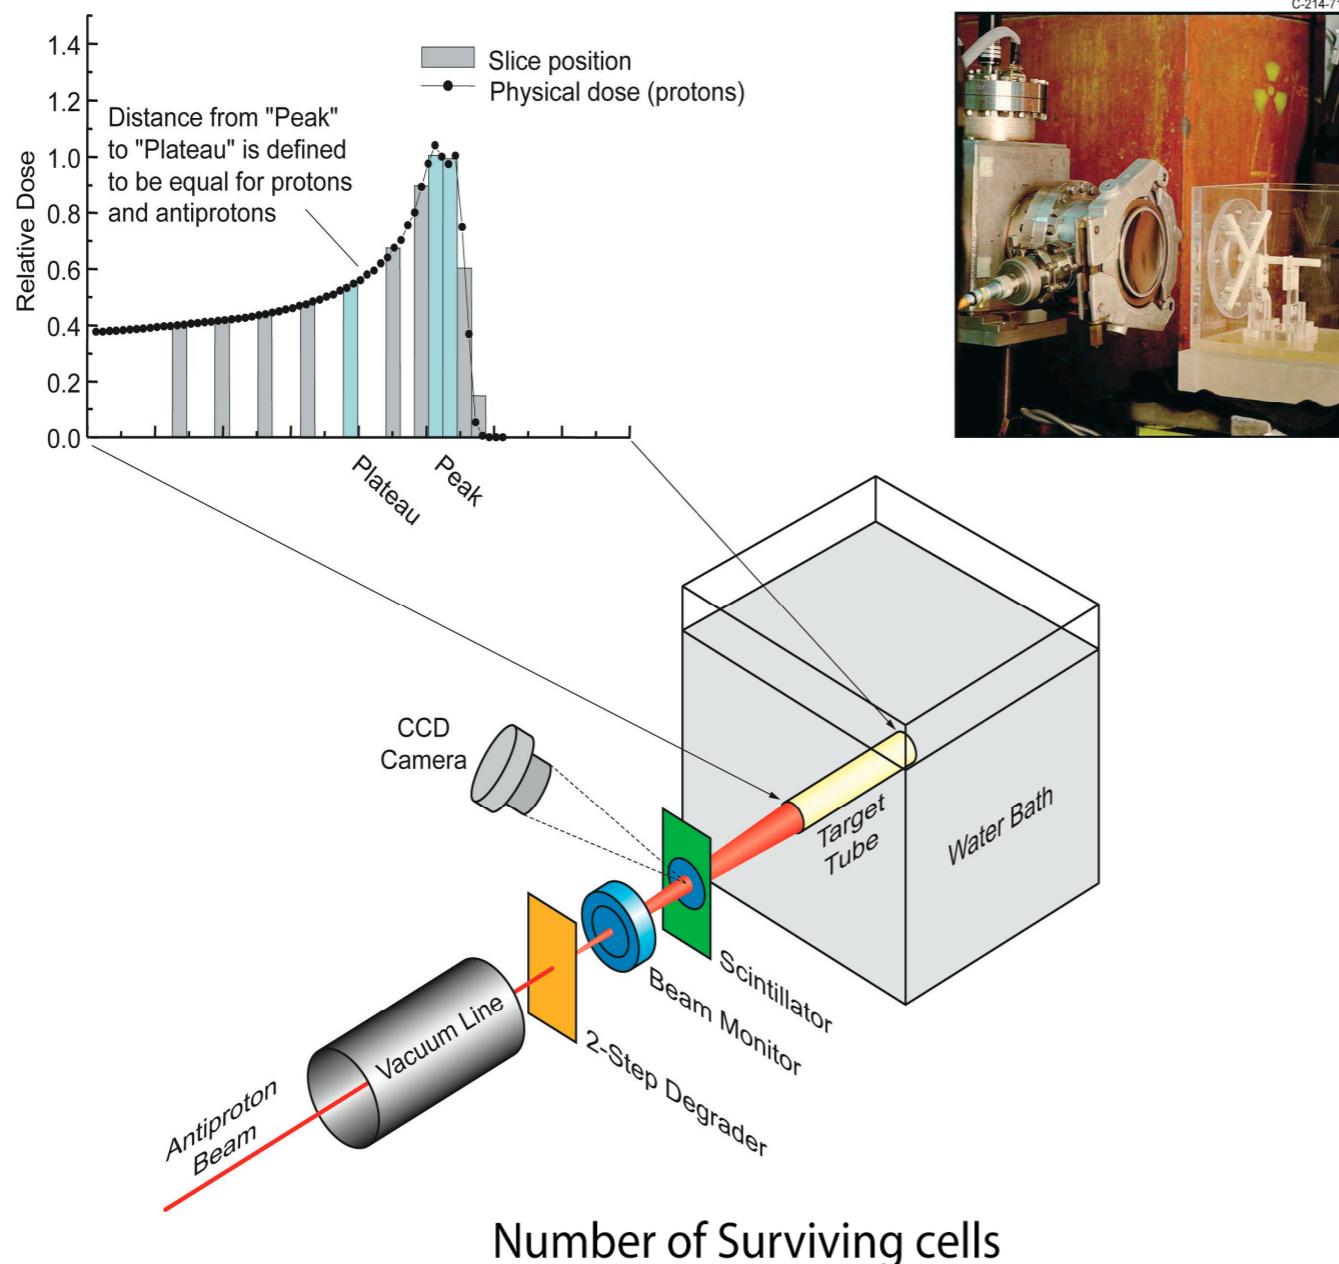 C-214-71
1.4
1.2
1.0
0.8
0.6
0.4
0.2
0.0
Relative Dose
Slice position
Physical dose (protons)
Distance from "Peak"
to "Plateau" is defined
to be equal for protons
and antiprotons
Plateau
Peak
CCD
Camera
Target
Tube
Water Bath
Scintillator
Beam Monitor
2-Step Degrader
Vacuum Line
Antiproton
Beam
Number of Surviving cells